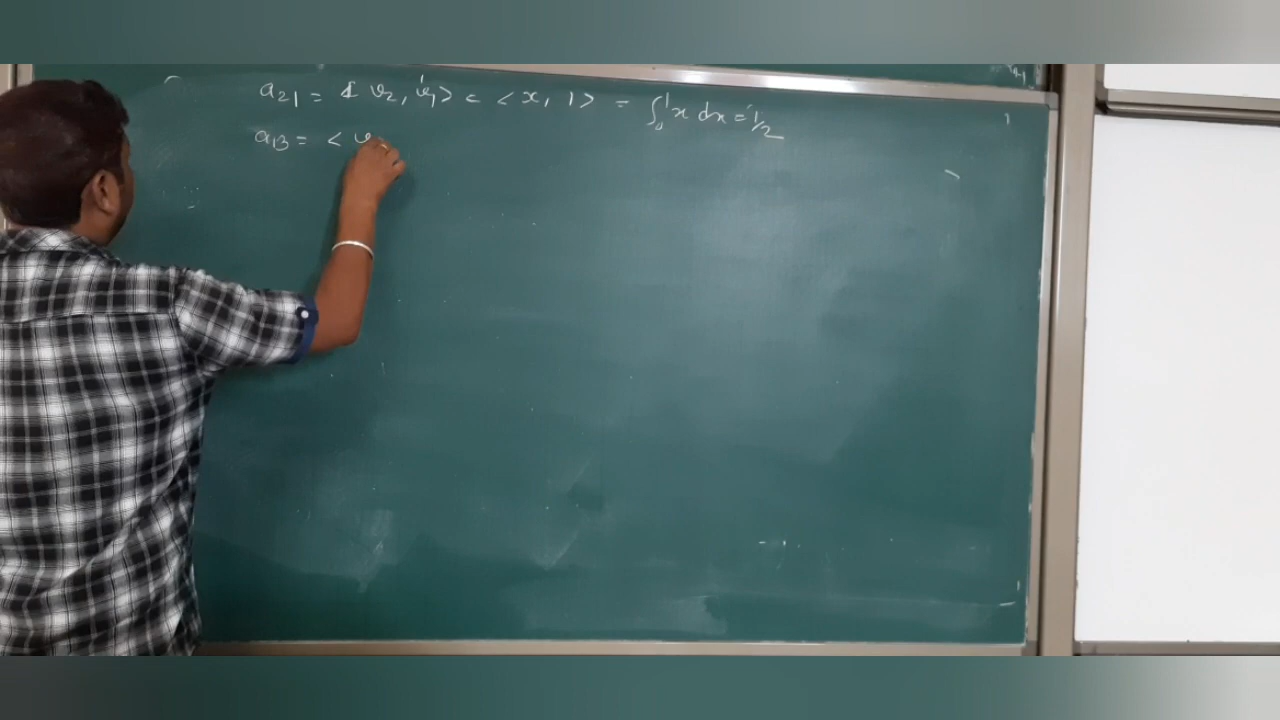 a₂₁ = < v₂, v₁ > = < x, 1 > = ∫₀¹ x dx = 1/2
a₁₃ = < v